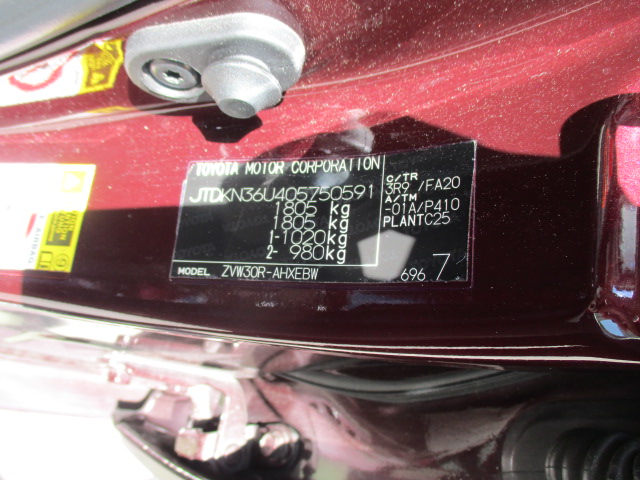 TOYOTA MOTOR CORPORATION
JTDKN36U405750591
1805 kg
1805 kg
1-1020kg
2- 980kg
MODEL ZVW30R-AHXEBW
C/TR
3R9 /FA20
A/TM
-01A/P410
PLANTC25
696 7
AIRBAG